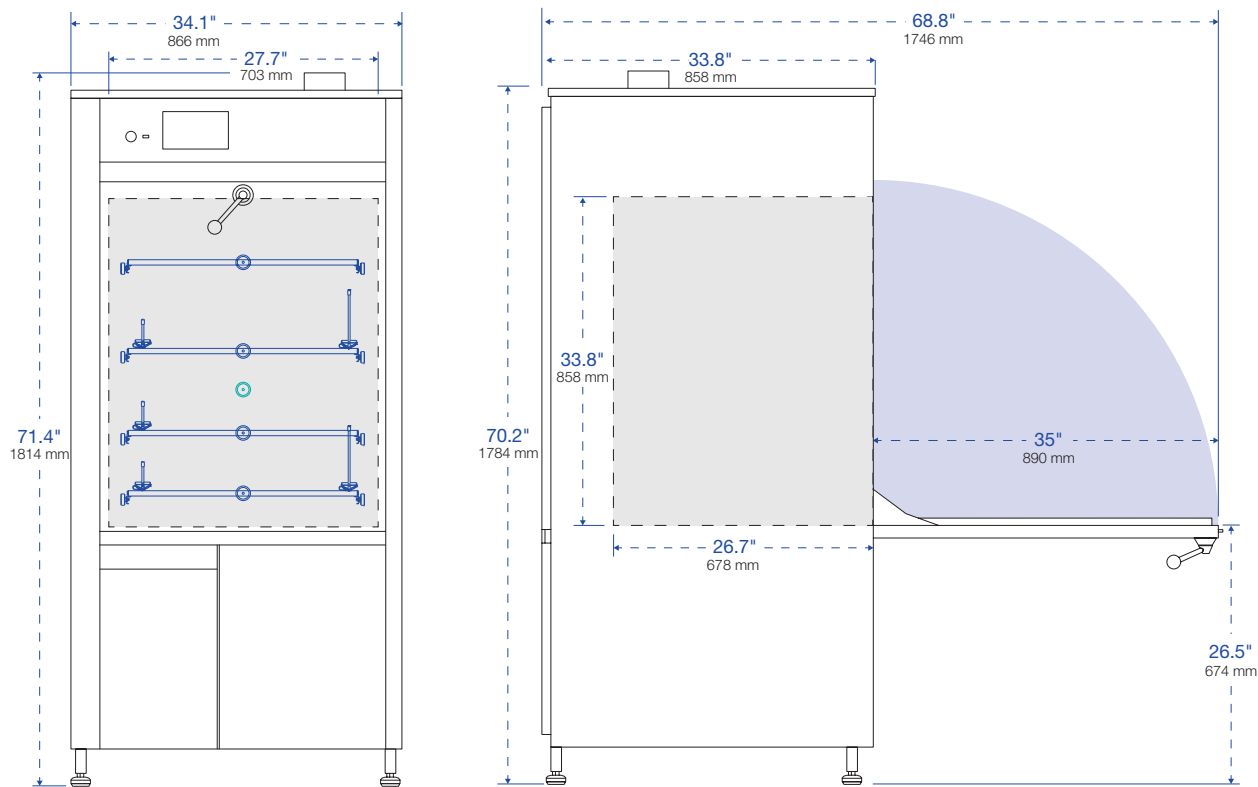 34.1"
866 mm
27.7"
703 mm
71.4"
1814 mm
68.8"
1746 mm
33.8"
858 mm
33.8"
858 mm
70.2"
1784 mm
35"
890 mm
26.7"
678 mm
26.5"
674 mm